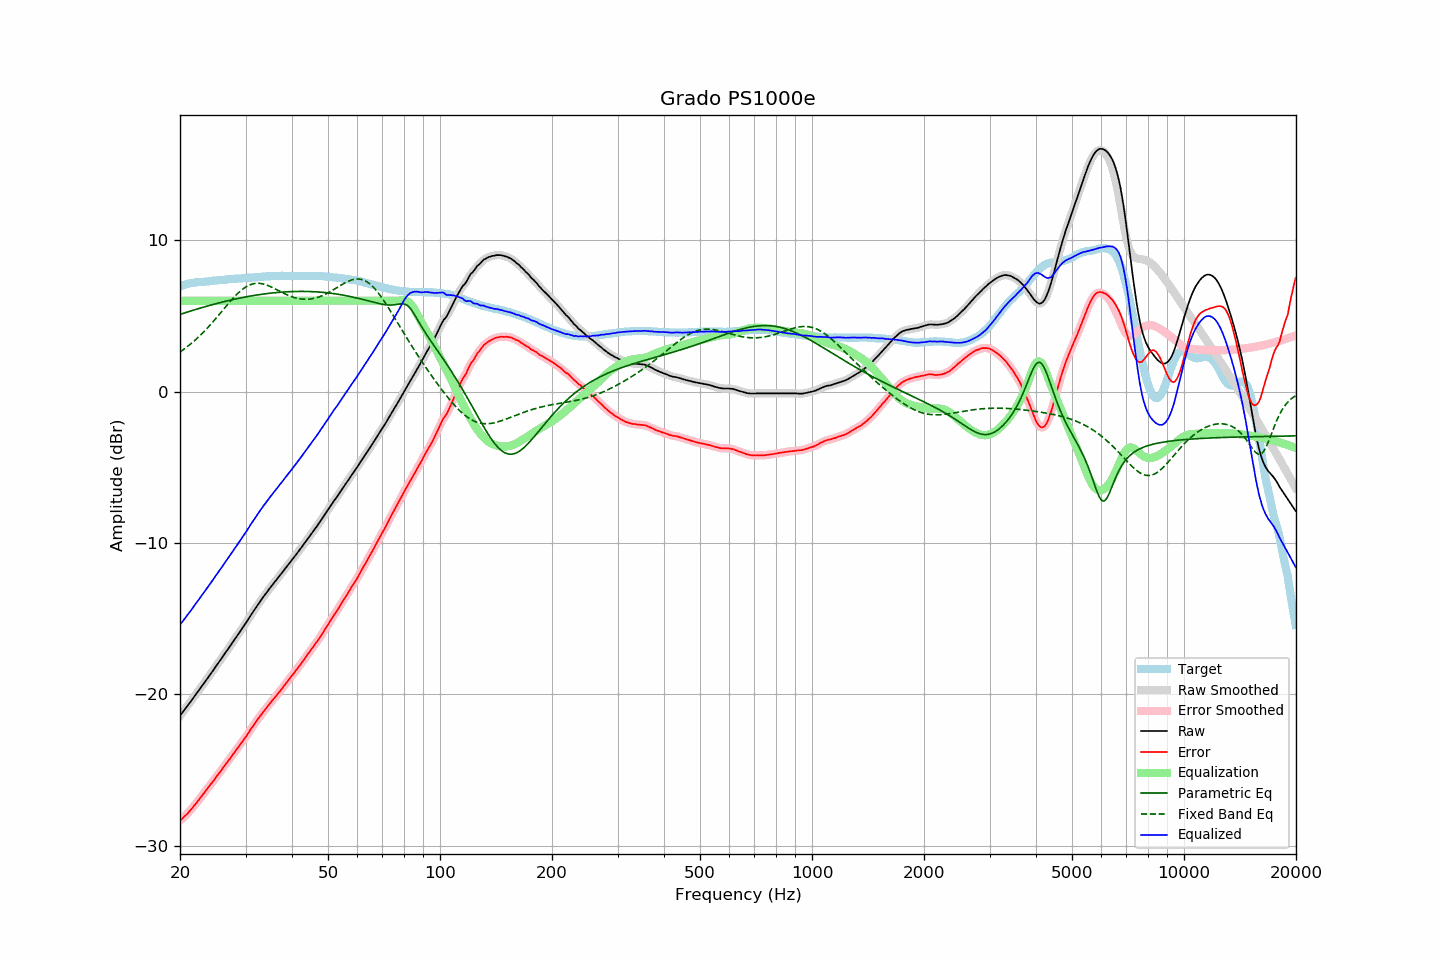 Grado PS1000e
Amplitude (dBr)
10
0
−10
−20
−30
20
50
100
200
500
1000
2000
5000
10000
20000
Frequency (Hz)
Target
Raw Smoothed
Error Smoothed
Raw
Error
Equalization
Parametric Eq
Fixed Band Eq
Equalized